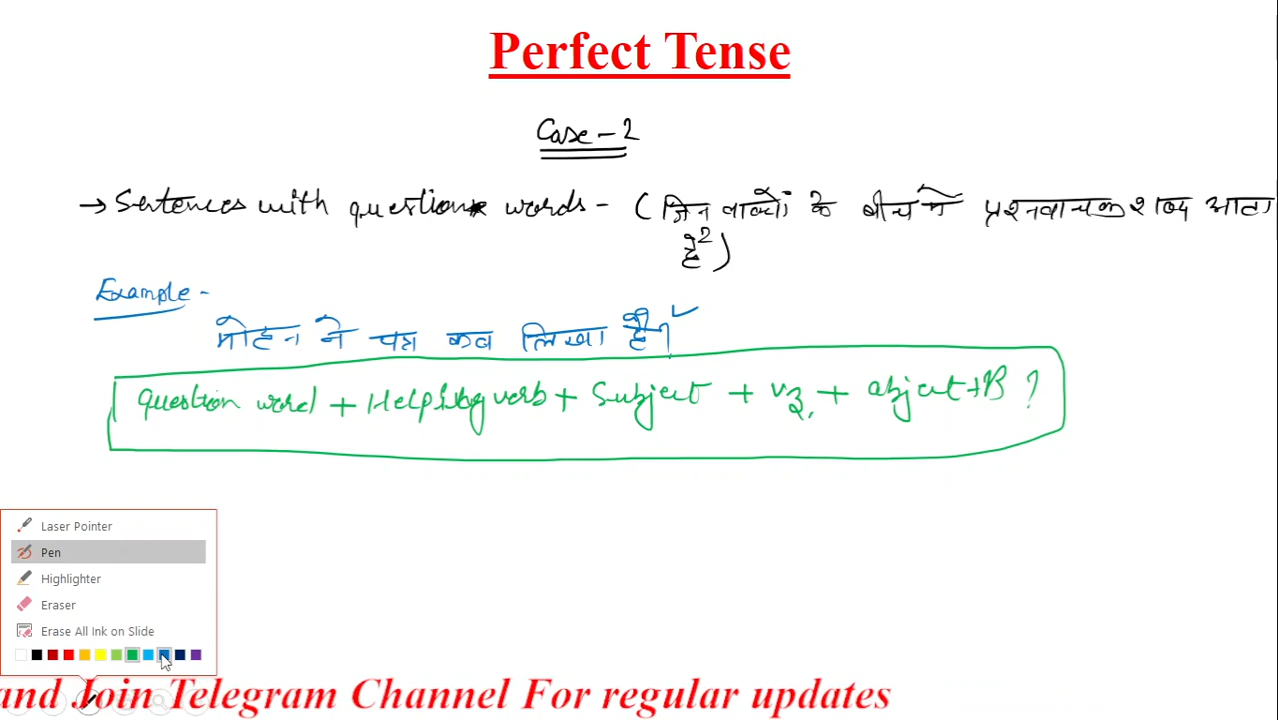 Perfect Tense
Case-2
→ Sentences with question words - (जिन वाक्यों के बीच में प्रश्नवाचक शब्द आता
है)
Example -
मोहन ने पत्र कब लिखा है।
question word + Helping verb + Subject + v3 + object + B ?
Laser Pointer
Pen
Highlighter
Eraser
Erase All Ink on Slide
and Join Telegram Channel For regular updates